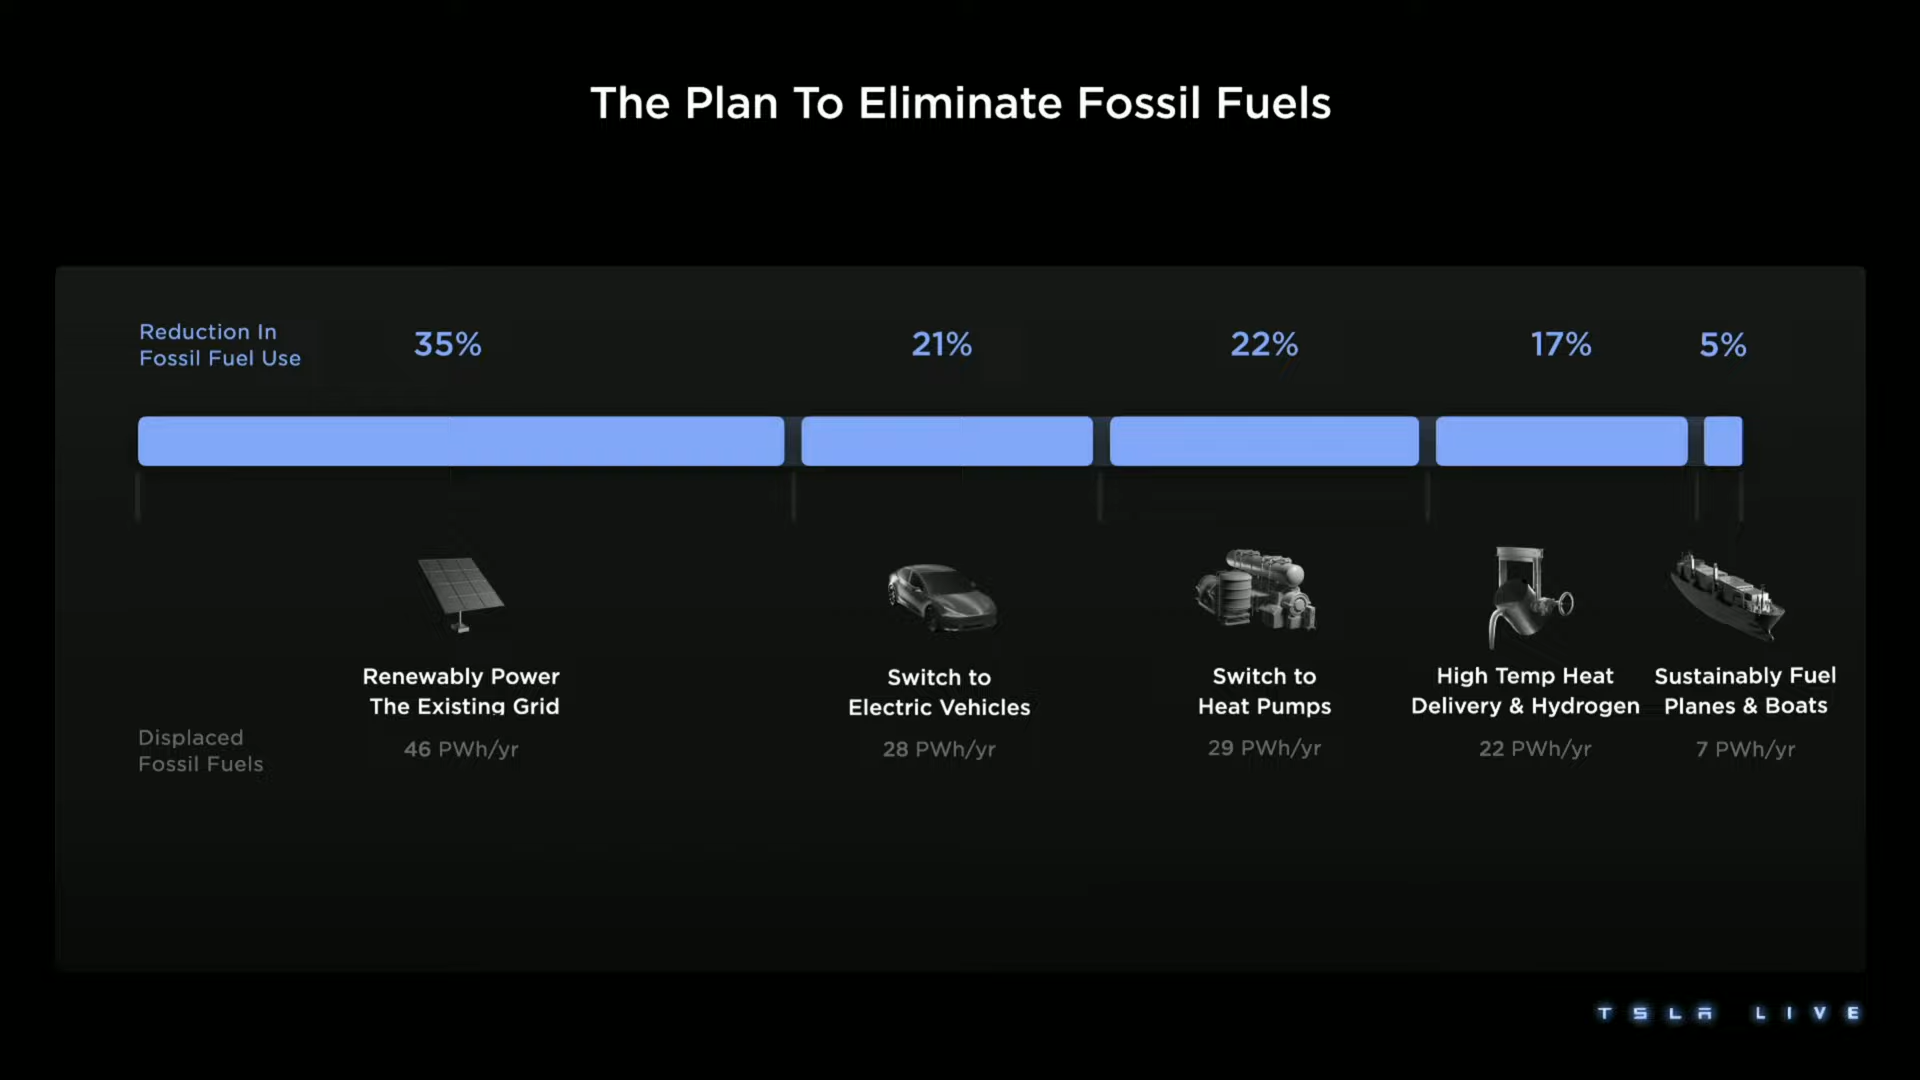 The Plan To Eliminate Fossil Fuels
Reduction In
Fossil Fuel Use
35%
21%
22%
17%
5%
Renewably Power
The Existing Grid
Switch to
Electric Vehicles
Switch to
Heat Pumps
High Temp Heat
Delivery & Hydrogen
Sustainably Fuel
Planes & Boats
Displaced
Fossil Fuels
46 PWh/yr
28 PWh/yr
29 PWh/yr
22 PWh/yr
7 PWh/yr
TSLA LIVE